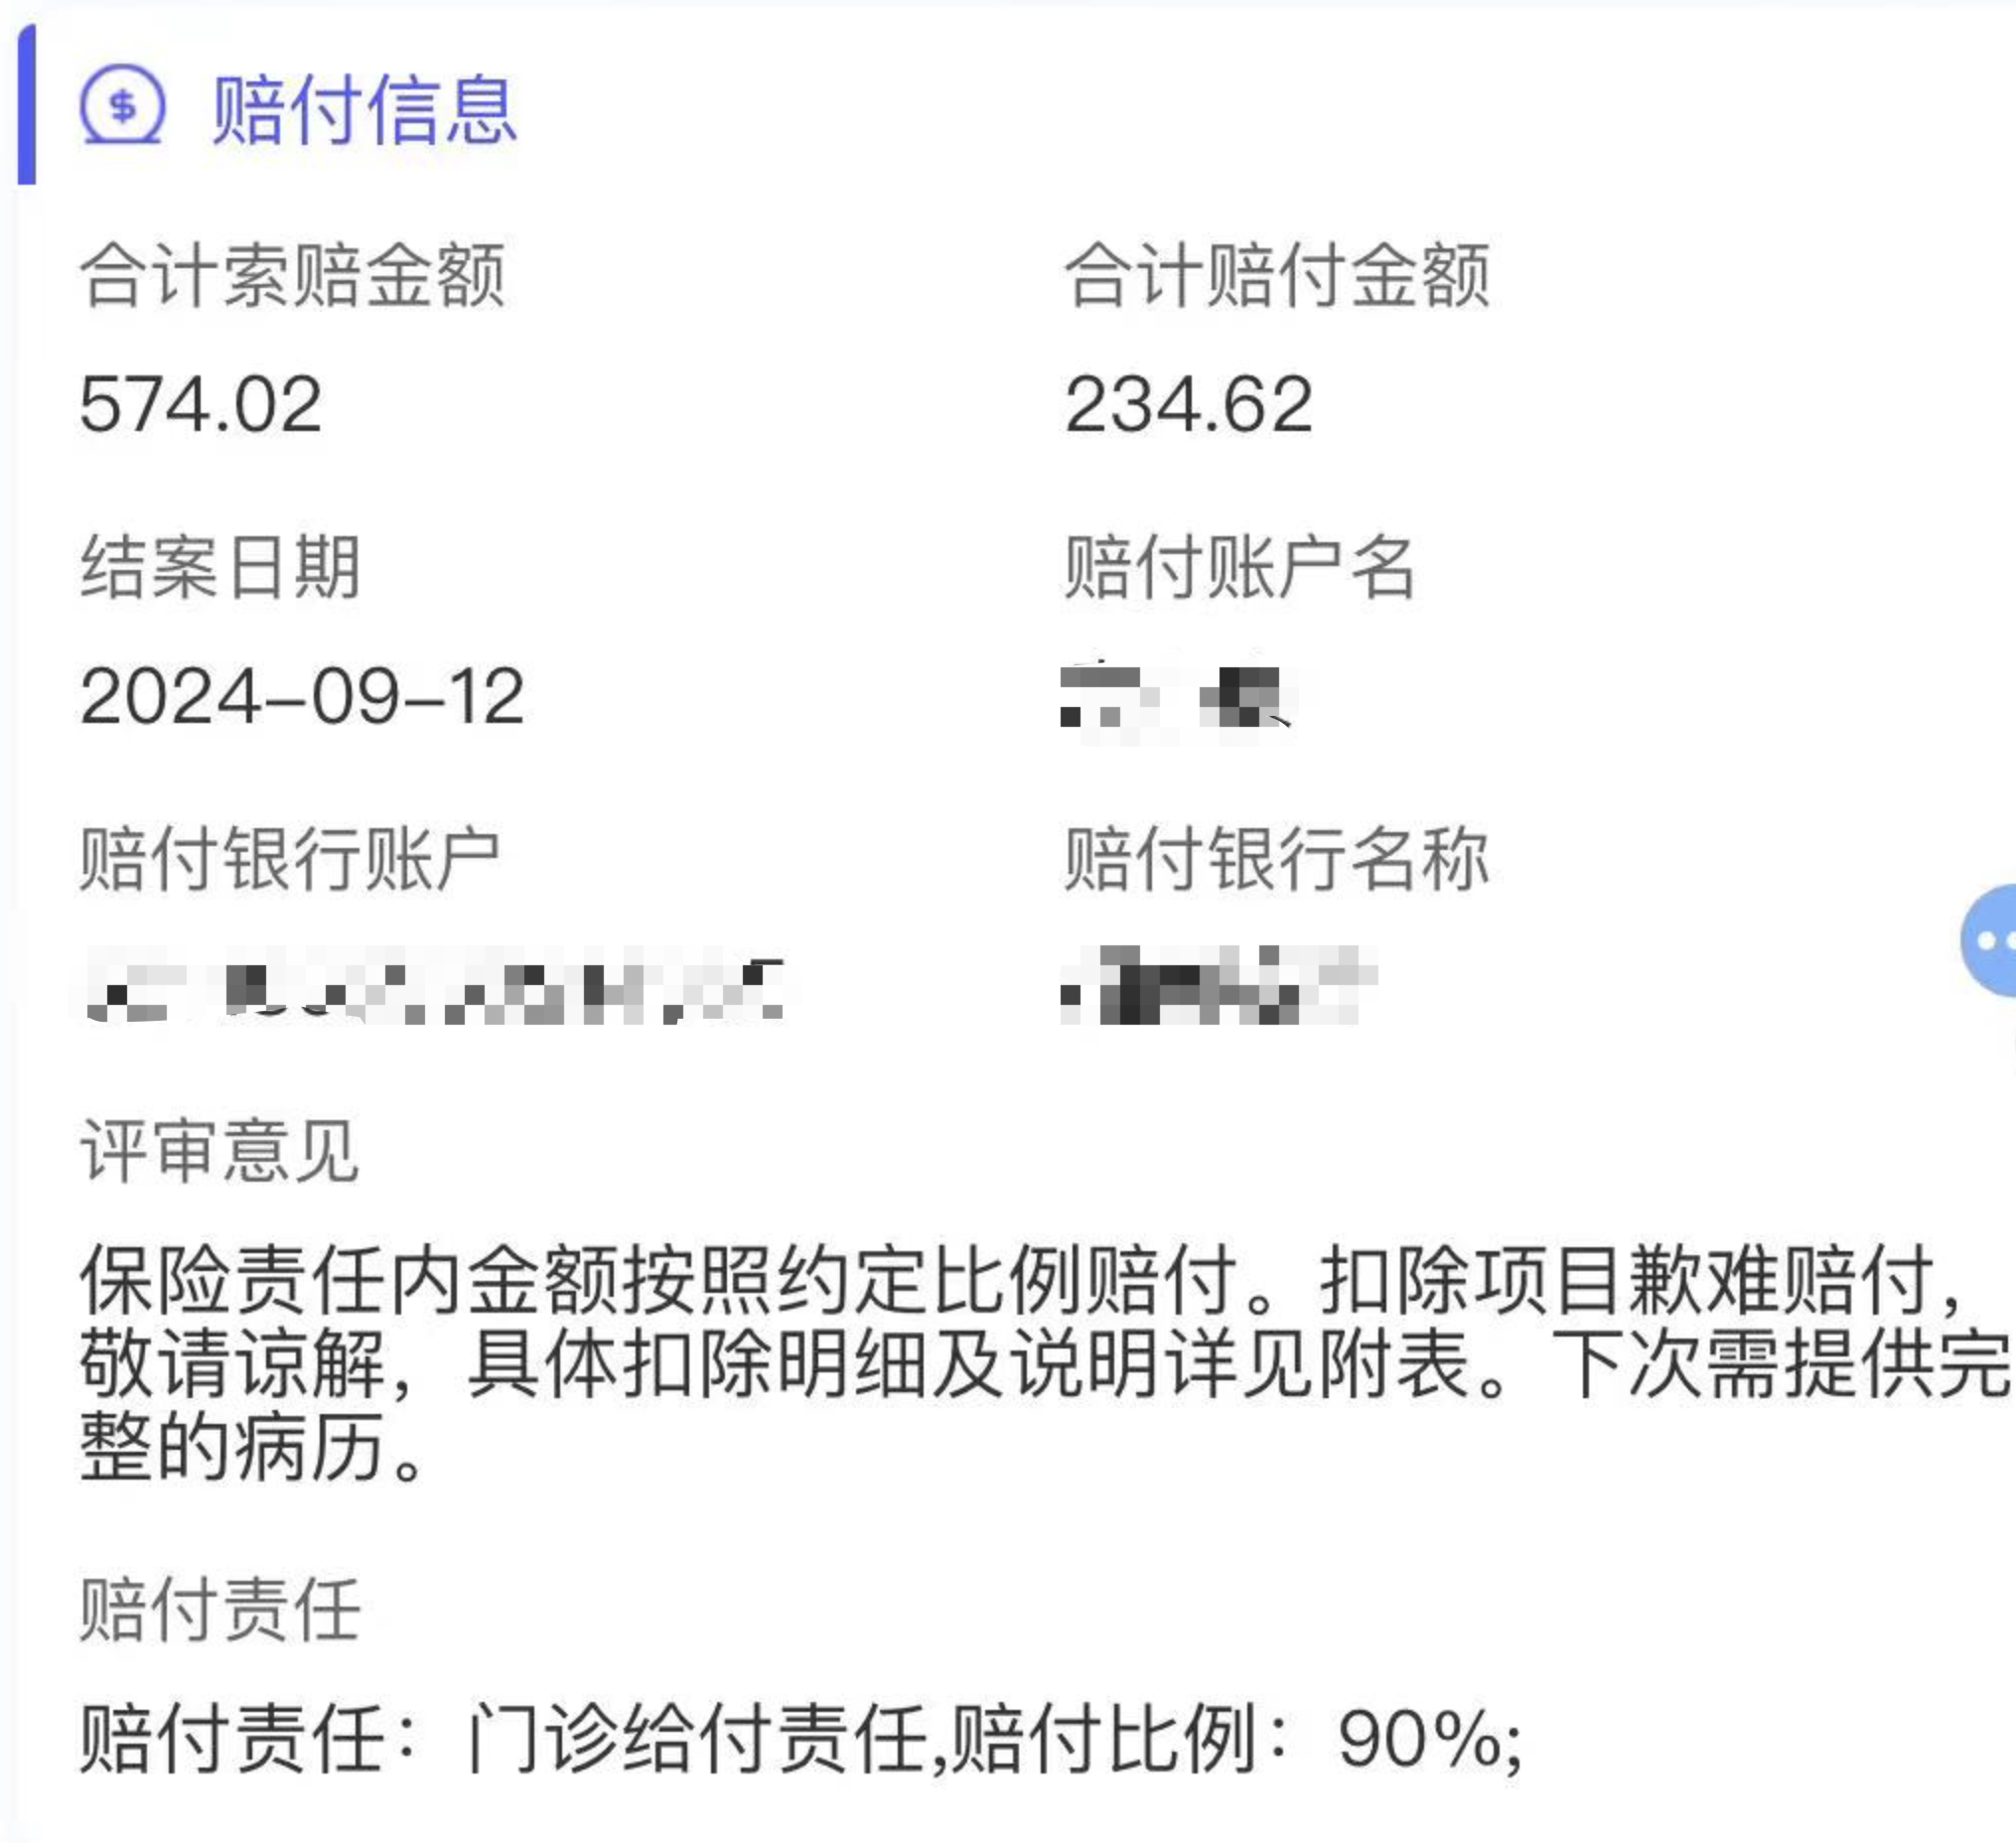 赔付信息
合计索赔金额 合计赔付金额
574.02 234.62
结案日期 赔付账户名
2024-09-12
赔付银行账户 赔付银行名称
评审意见
保险责任内金额按照约定比例赔付。扣除项目歉难赔付，
敬请谅解，具体扣除明细及说明详见附表。下次需提供完
整的病历。
赔付责任
赔付责任：门诊给付责任,赔付比例：90%;